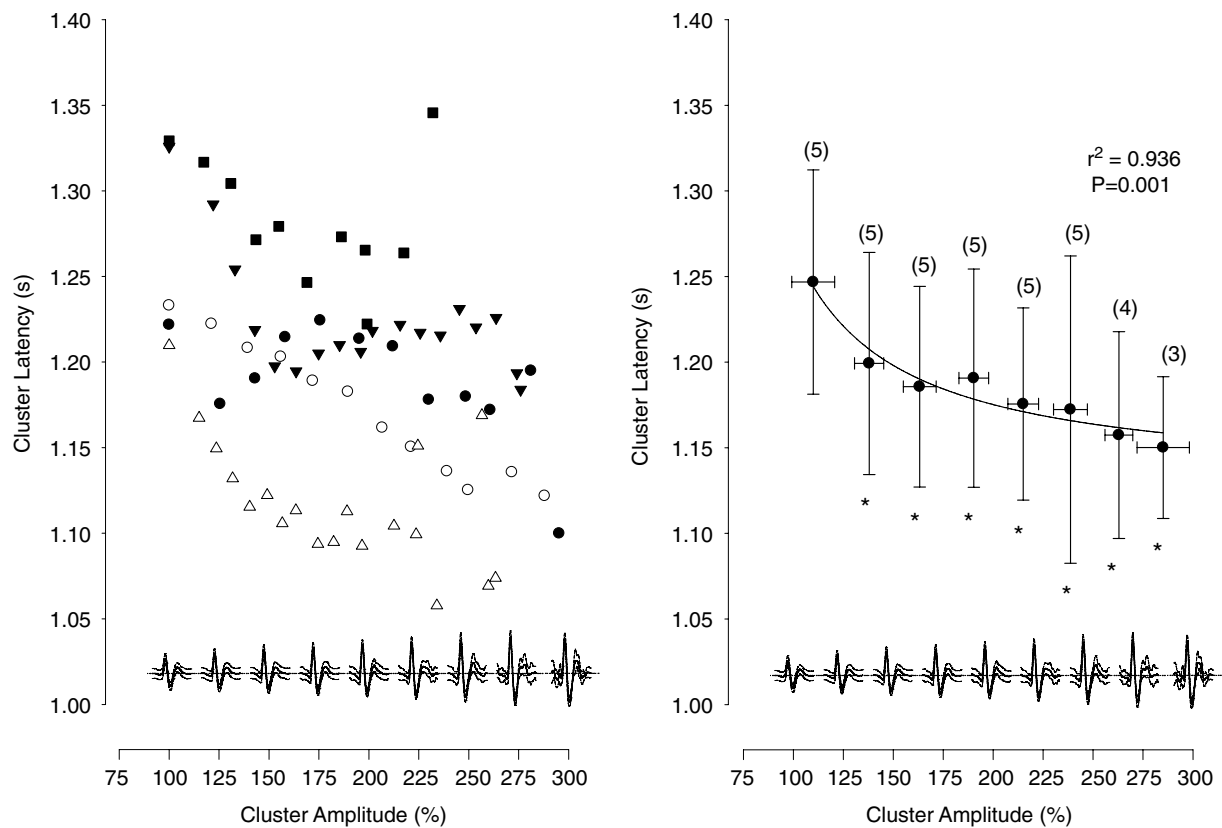 1.40
1.35
1.30
1.25
1.20
1.15
1.10
1.05
1.00
Cluster Latency (s)
75 100 125 150 175 200 225 250 275 300
Cluster Amplitude (%)
1.40
1.35
1.30
1.25
1.20
1.15
1.10
1.05
1.00
Cluster Latency (s)
(5)
(5)
(5)
(5)
(5)
(5)
(4)
(3)
r² = 0.936
P=0.001
* * * * * * *
75 100 125 150 175 200 225 250 275 300
Cluster Amplitude (%)